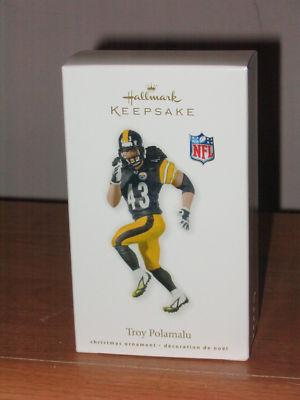 Hallmark
KEEPSAKE
NFL
43
Troy Polamalu
christmas ornament • décoration de noël